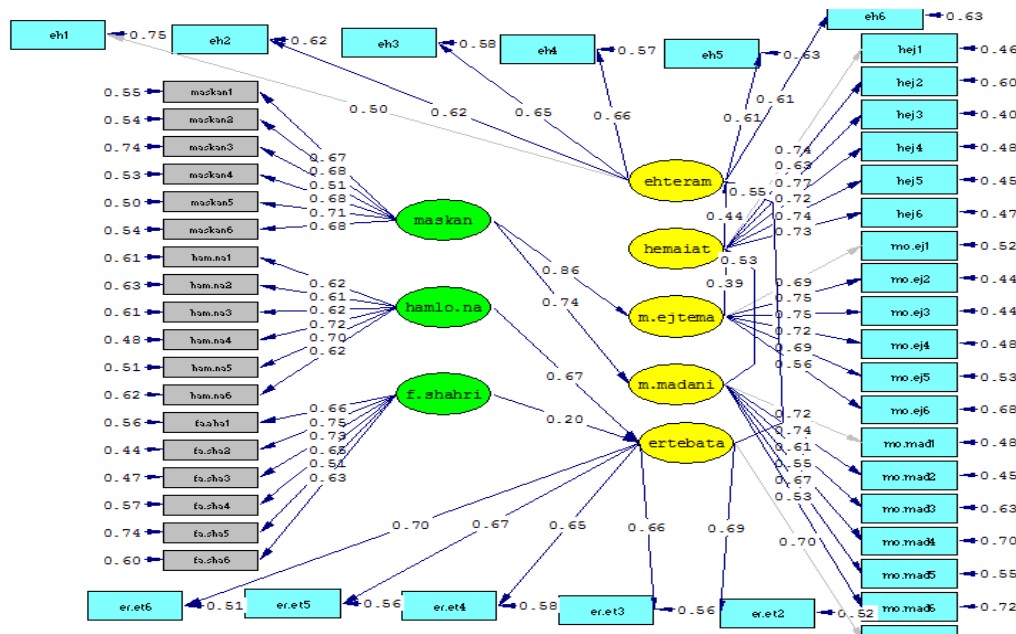 eh1
0.75
eh2
0.62
eh3
0.58
eh4
0.57
eh5
0.63
eh6
0.63
0.55
maskan1
0.54
maskan2
0.74
maskan3
0.53
maskan4
0.50
maskan5
0.54
maskan6
0.61
ham.na1
0.63
ham.na2
0.61
ham.na3
0.48
ham.na4
0.51
ham.na5
0.62
ham.na6
0.56
fa.sha1
0.44
fa.sha2
0.47
fa.sha3
0.57
fa.sha4
0.74
fa.sha5
0.60
fa.sha6
0.67
0.68
0.51
0.68
0.71
0.68
0.62
0.61
0.62
0.72
0.70
0.62
0.66
0.75
0.73
0.51
0.63
maskan
hamlo.na
f.shahri
0.50
0.62
0.65
0.66
0.61
0.61
0.86
0.74
0.67
0.20
ehteram
hemaiat
m.ejtema
m.madani
ertebata
0.55
0.44
0.53
0.39
0.74
0.63
0.77
0.72
0.74
0.73
0.69
0.75
0.75
0.72
0.69
0.56
0.72
0.74
0.61
0.55
0.67
0.53
0.70
hej1
0.46
hej2
0.60
hej3
0.40
hej4
0.48
hej5
0.45
hej6
0.47
mo.ej1
0.52
mo.ej2
0.44
mo.ej3
0.44
mo.ej4
0.48
mo.ej5
0.53
mo.ej6
0.68
mo.mad1
0.48
mo.mad2
0.45
mo.mad3
0.63
mo.mad4
0.70
mo.mad5
0.55
mo.mad6
0.72
0.70
0.67
0.65
0.66
0.69
er.et6
0.51
er.et5
0.56
er.et4
0.58
er.et3
0.56
er.et2
0.52